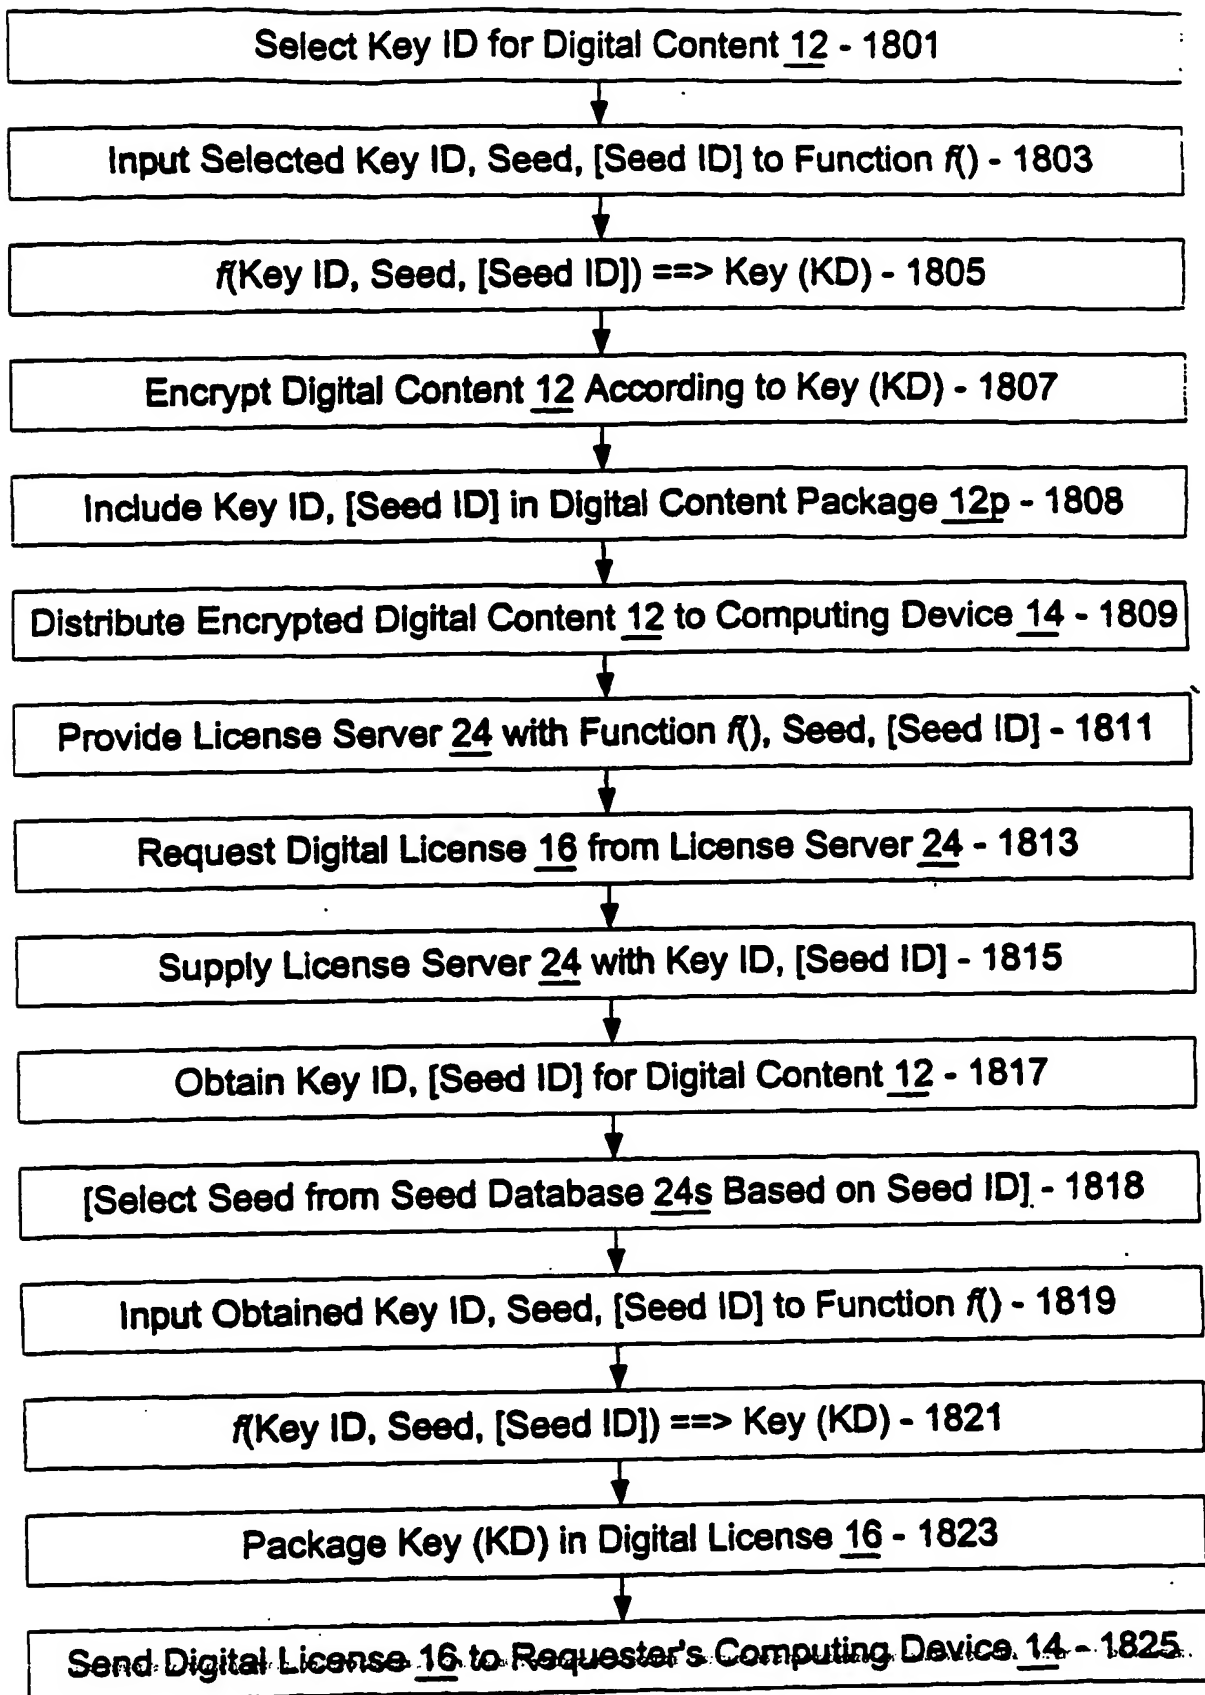 Select Key ID for Digital Content 12 - 1801
Input Selected Key ID, Seed, [Seed ID] to Function f() - 1803
f(Key ID, Seed, [Seed ID]) ==> Key (KD) - 1805
Encrypt Digital Content 12 According to Key (KD) - 1807
Include Key ID, [Seed ID] in Digital Content Package 12p - 1808
Distribute Encrypted Digital Content 12 to Computing Device 14 - 1809
Provide License Server 24 with Function f(), Seed, [Seed ID] - 1811
Request Digital License 16 from License Server 24 - 1813
Supply License Server 24 with Key ID, [Seed ID] - 1815
Obtain Key ID, [Seed ID] for Digital Content 12 - 1817
[Select Seed from Seed Database 24s Based on Seed ID] - 1818
Input Obtained Key ID, Seed, [Seed ID] to Function f() - 1819
f(Key ID, Seed, [Seed ID]) ==> Key (KD) - 1821
Package Key (KD) in Digital License 16 - 1823
Send Digital License 16 to Requester's Computing Device 14 - 1825